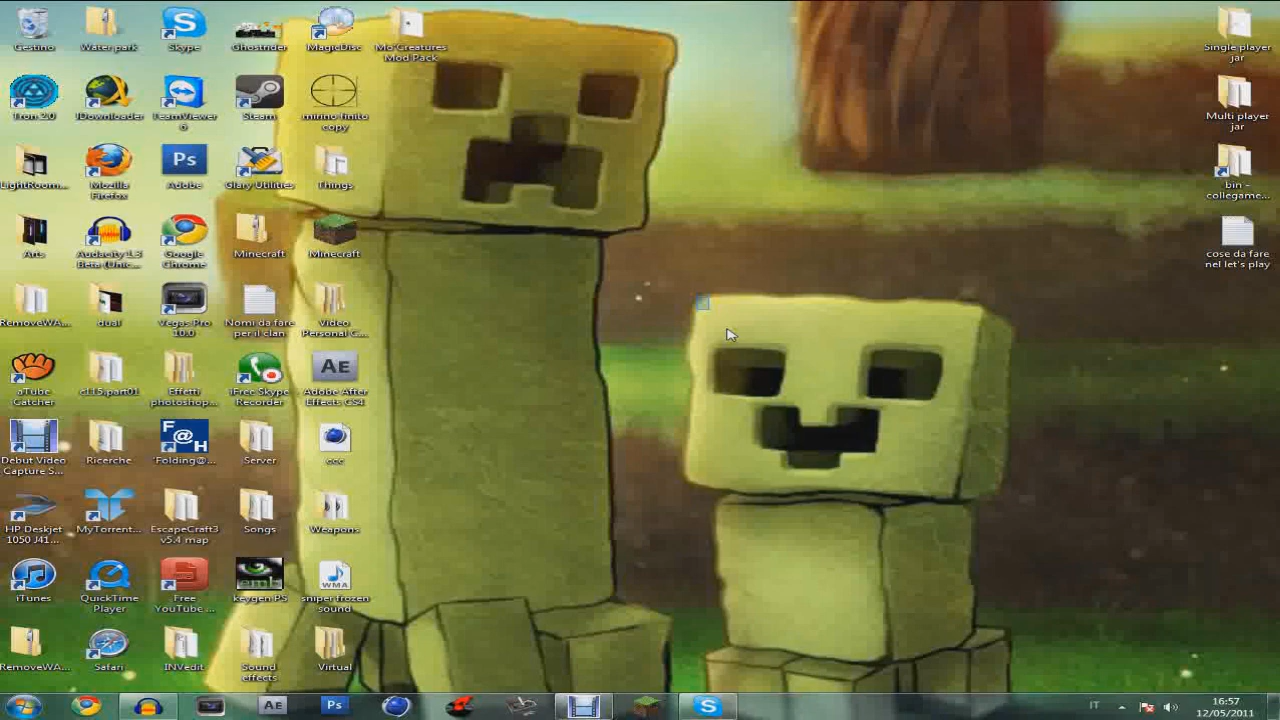 Cestino
Water park
Skype
Ghostrider
MagicDisc
Mo'Creatures
Mod Pack
Single player
jar
Tron 2.0
JDownloader
TeamViewer
6
Steam
mirino finito
copy
Multi player
jar
LightRoom...
Mozilla
Firefox
Ps
Adobe
Glary Utilities
Things
bin -
collegame...
Arts
Audacity 1.3
Beta (Unic...
Google
Chrome
Minecraft
Minecraft
cose da fare
nel let's play
RemoveWA...
dual
Vegas Pro
10.0
Nomi da fare
per il clan
Video
Personal C...
aTube
Catcher
Effetti
photoshop...
iFree Skype
Recorder
Ae
Adobe After
Effects CS4
Debut Video
Capture S...
Ricerche
F@H
Folding@...
Server
HP Deskjet
1050 J41...
MyTorrent...
EscapeCraft3
v5.4 map
Songs
Weapons
iTunes
QuickTime
Player
Free
YouTube ...
keygen PS
WMA
sniper frozen
sound
RemoveWA...
Safari
INVedit
Sound
effects
Virtual
Ae
Ps
IT
16:57
12/05/2011